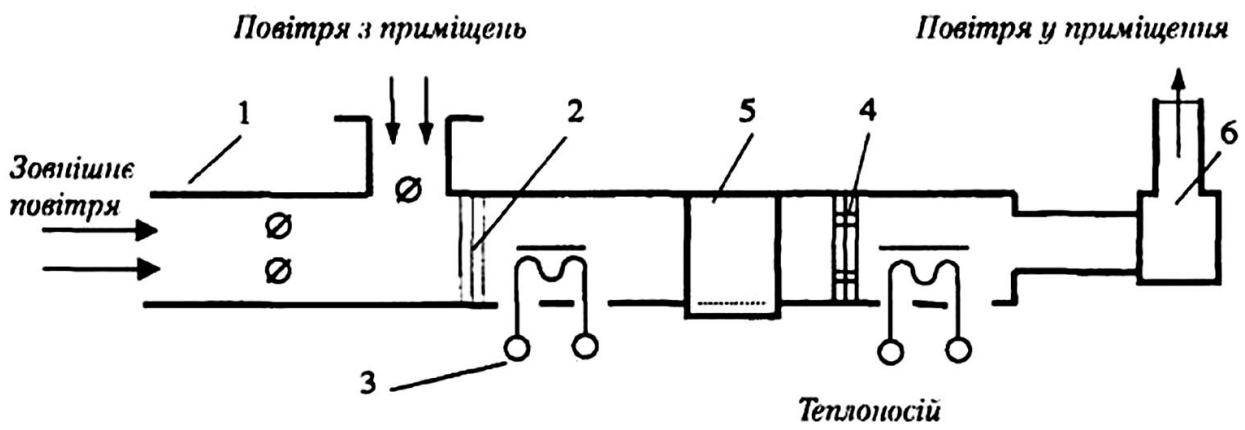 Повітря з приміщень
Повітря у приміщення
1
2
5
4
6
Зовнішнє
повітря
3
Теплоносій